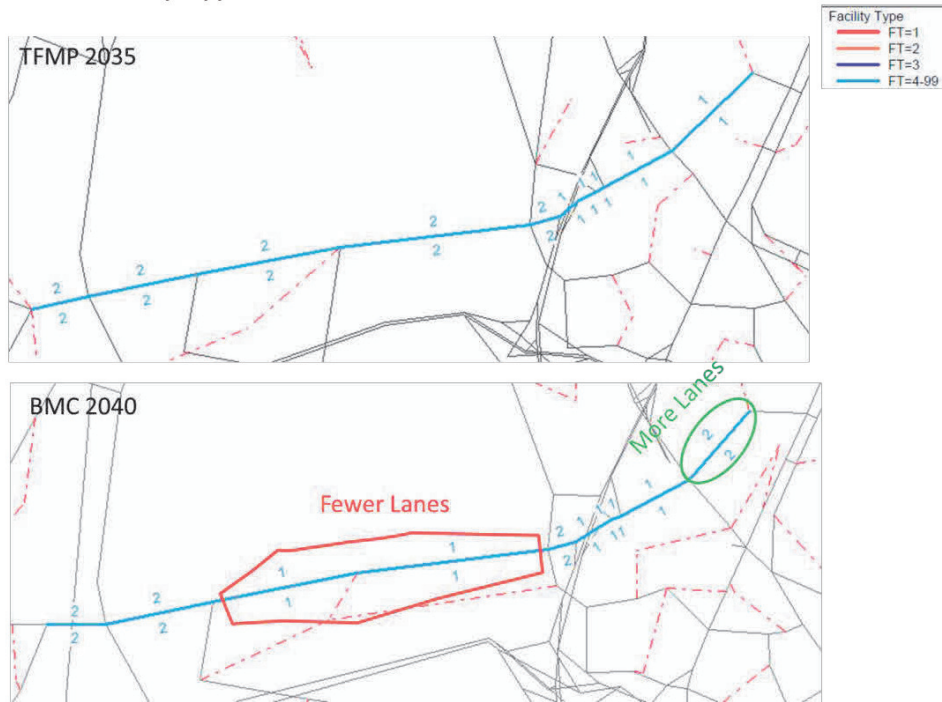 Facility Type
FT=1
FT=2
FT=3
FT=4-99
TFMP 2035
2 2 2 2 2 1 1 1 1 1
2 2 2 2 2 1 1 1 1 1
BMC 2040
More Lanes
Fewer Lanes
2 2 1 1 2 1 1 1 1 2
2 2 1 1 2 1 1 1 1 2